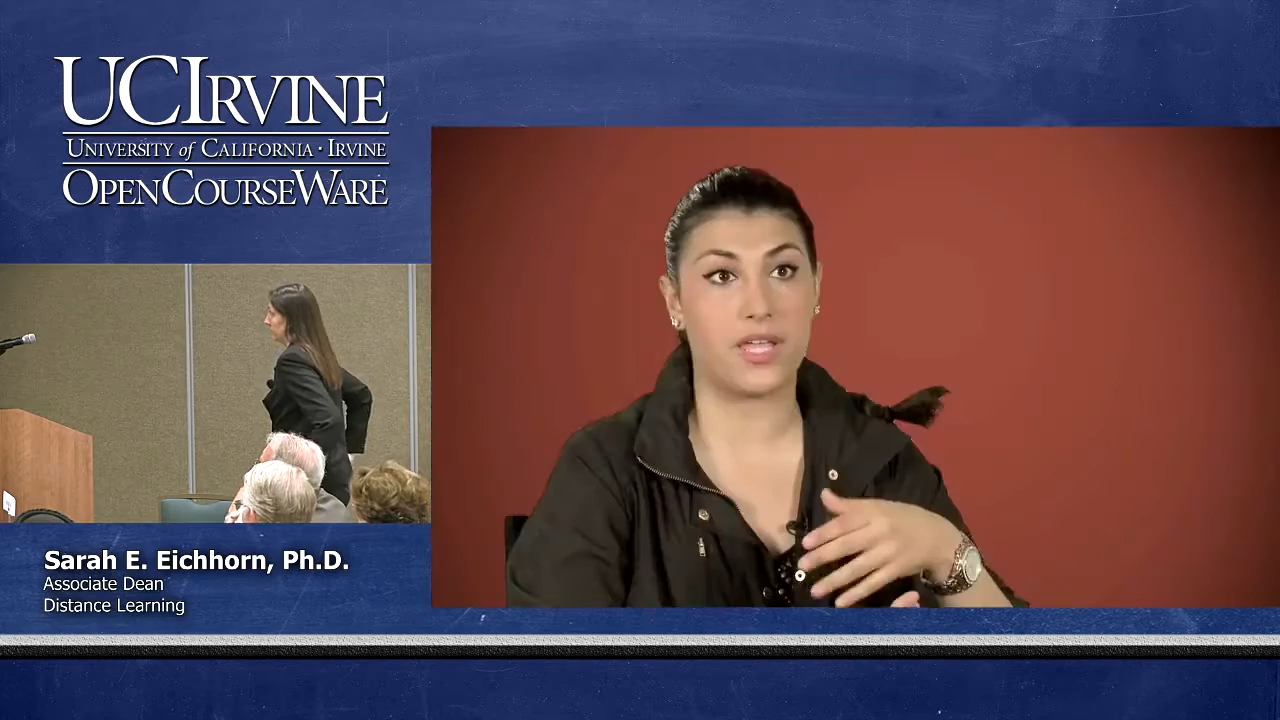 UCIRVINE
UNIVERSITY of CALIFORNIA · IRVINE
OPENCOURSEWARE
Sarah E. Eichhorn, Ph.D.
Associate Dean
Distance Learning